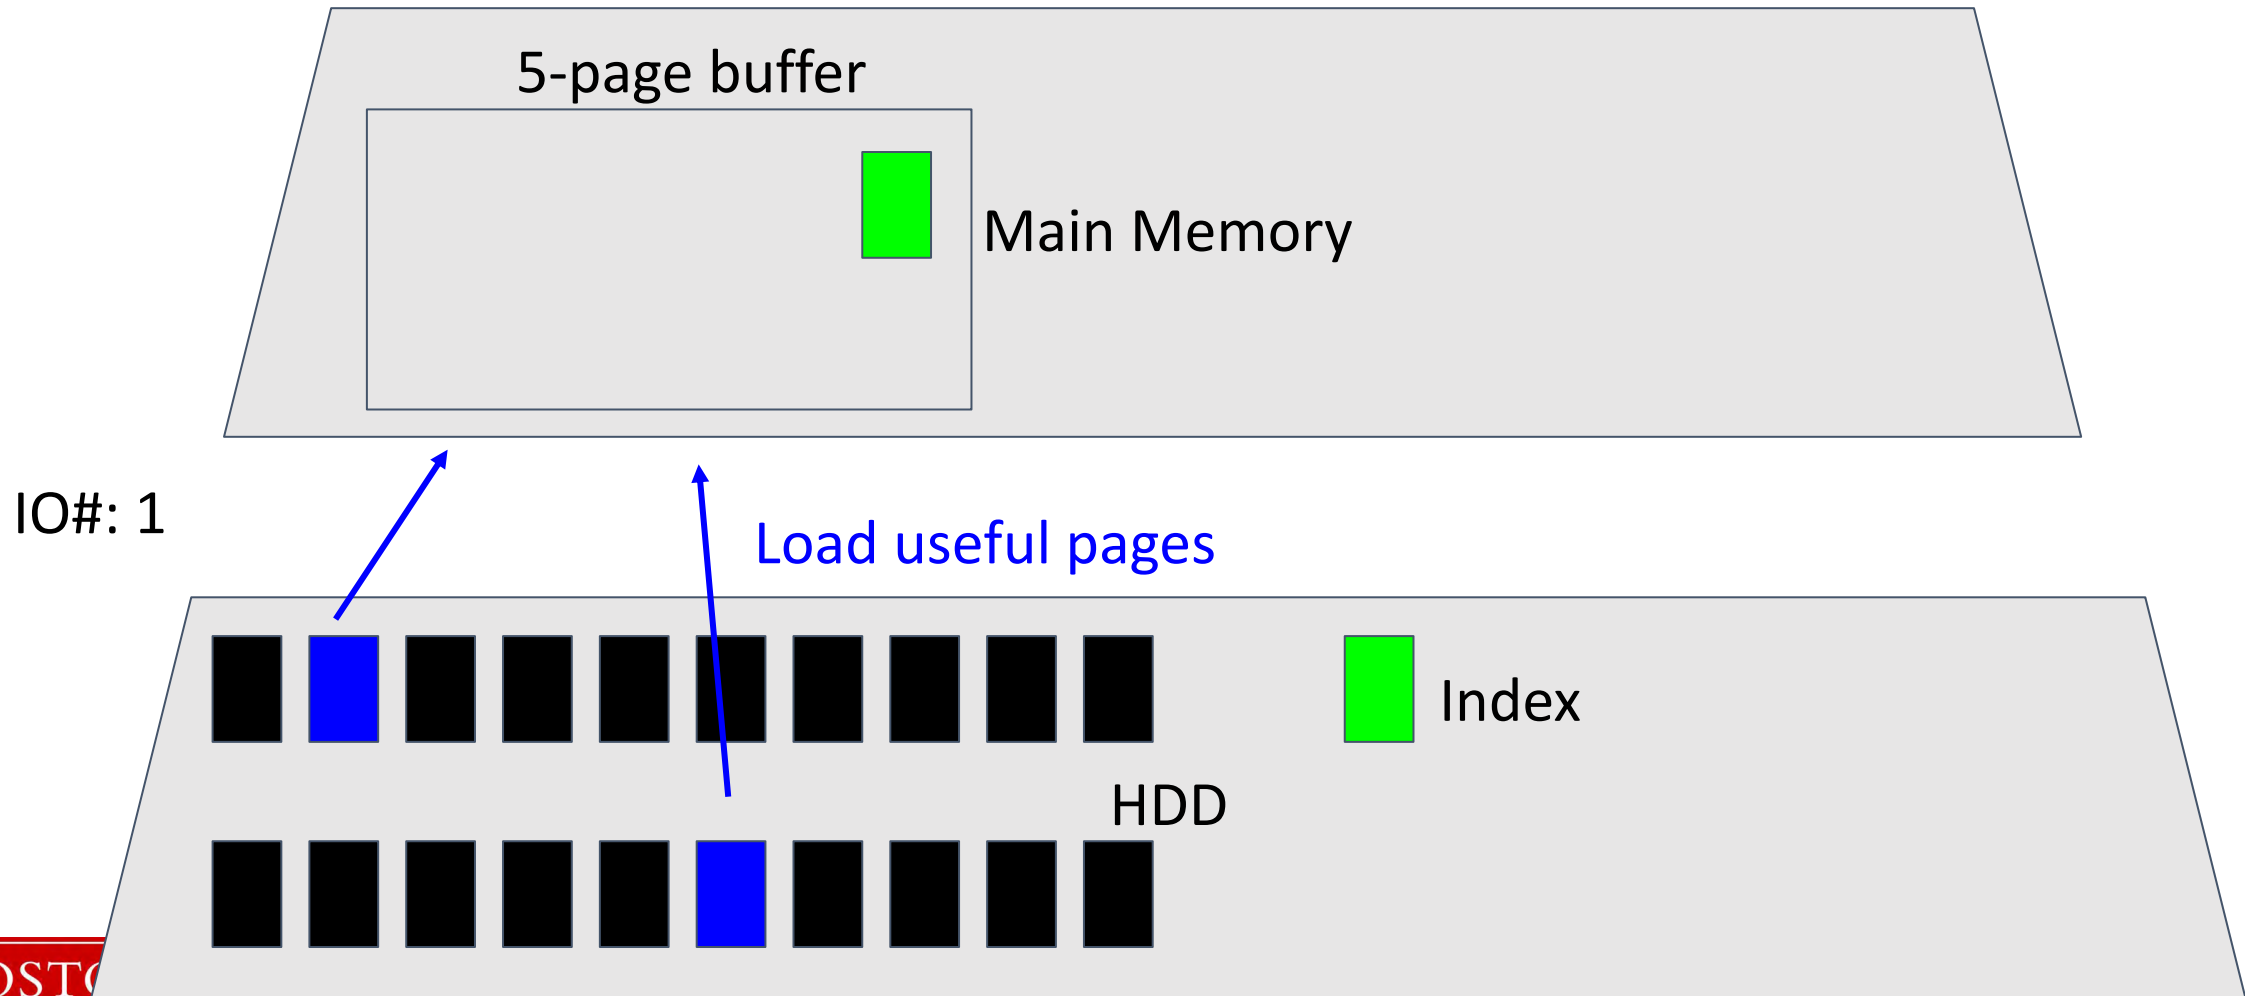 5-page buffer
Main Memory
IO#: 1
Load useful pages
Index
HDD